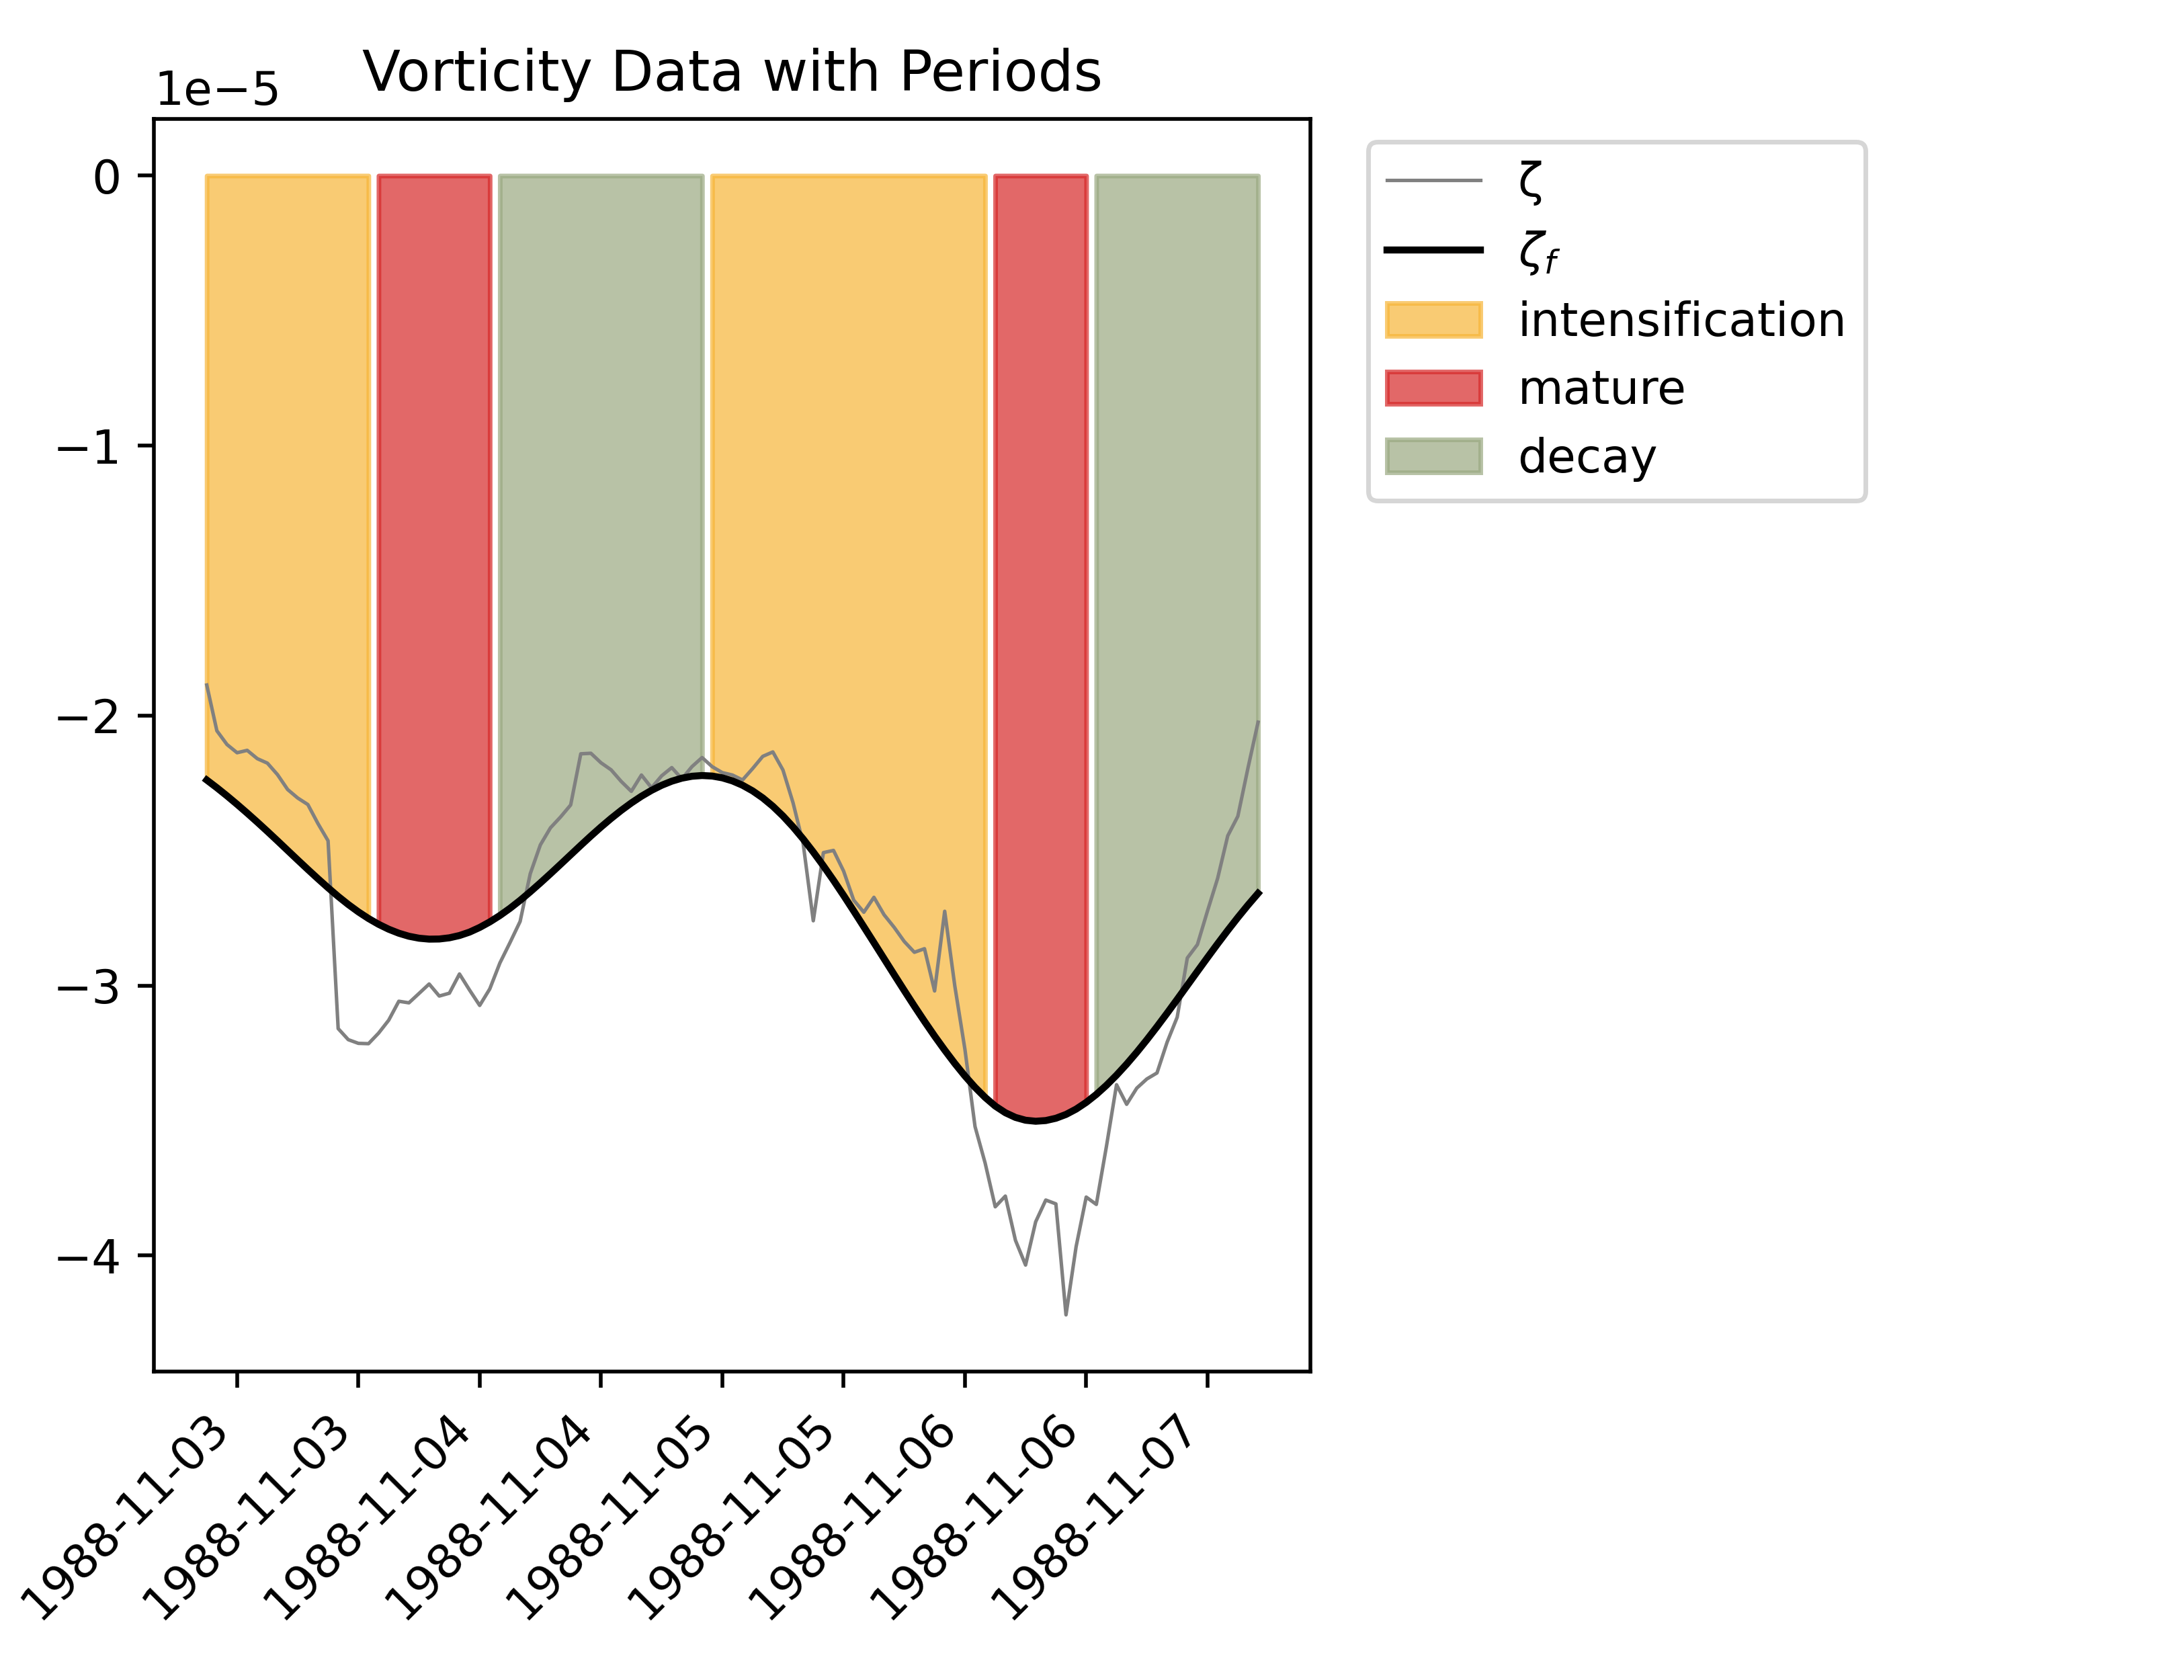 Vorticity Data with Periods
1e−5
0
−1
−2
−3
−4
1988-11-03
1988-11-03
1988-11-04
1988-11-04
1988-11-05
1988-11-05
1988-11-06
1988-11-06
1988-11-07
ζ
ζf
intensification
mature
decay